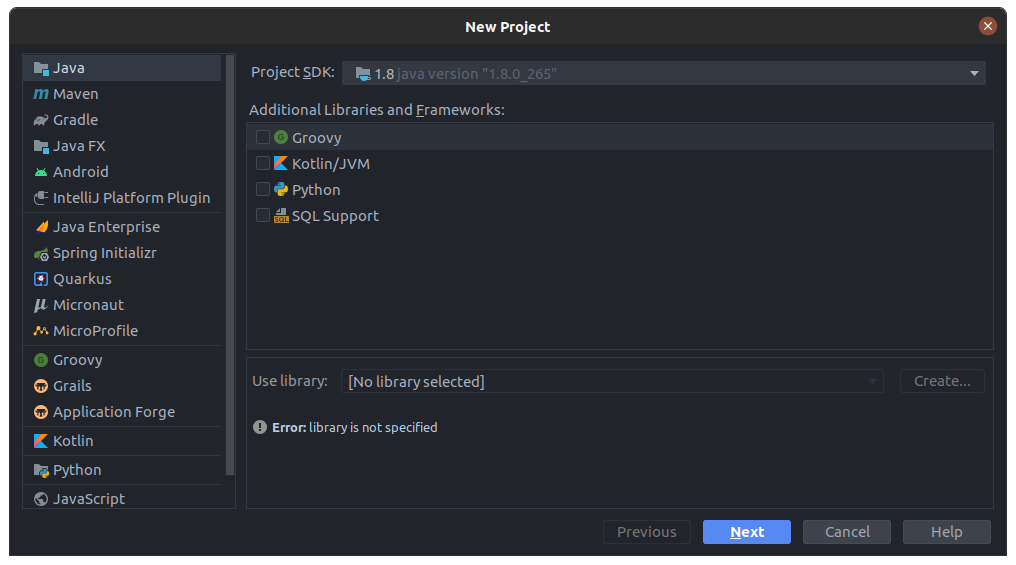 New Project
Java
Maven
Gradle
Java FX
Android
IntelliJ Platform Plugin
Java Enterprise
Spring Initializr
Quarkus
Micronaut
MicroProfile
Groovy
Grails
Application Forge
Kotlin
Python
JavaScript
Project SDK: 1.8 java version "1.8.0_265"
Additional Libraries and Frameworks:
Groovy
Kotlin/JVM
Python
SQL Support
Use library: [No library selected] Create...
Error: library is not specified
Previous Next Cancel Help